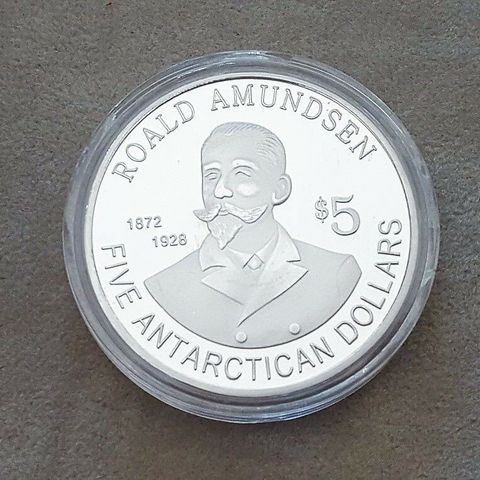 ROALD AMUNDSEN
$5
1872
1928
FIVE ANTARCTICAN DOLLARS